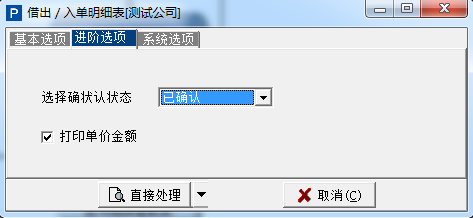 P 借出 / 入单明细表[测试公司]
基本选项 进阶选项 系统选项
选择确状认状态 已确认
打印单价金额
直接处理 取消(C)